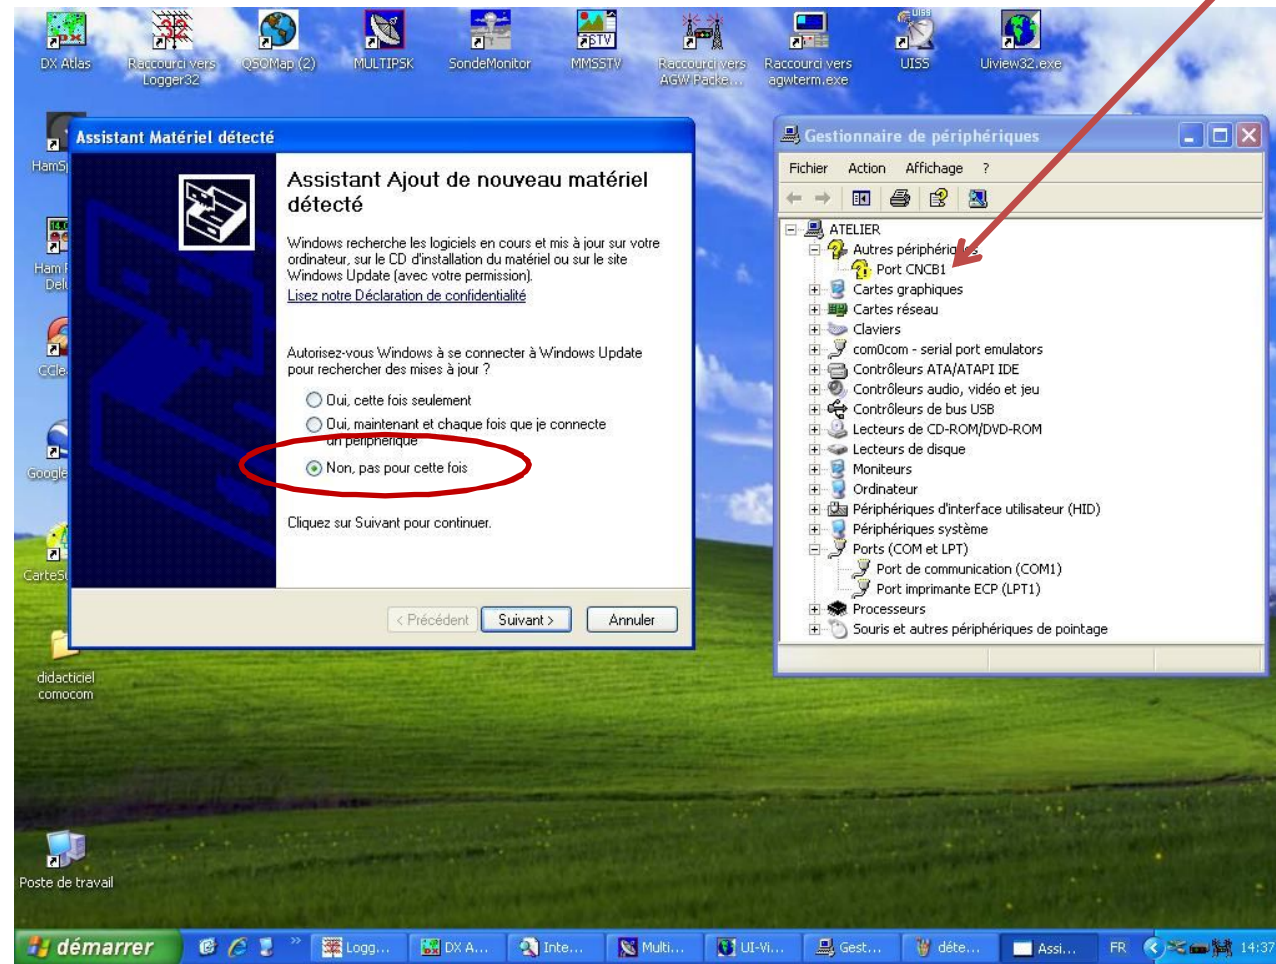 DX Atlas
Raccourci vers
Logger32
QSOMap (2)
MULTIPSK
SondeMonitor
MMSSTV
Raccourci vers
AGW Packe...
Raccourci vers
agwterm.exe
UISS
Uiview32.exe
Assistant Matériel détecté
Assistant Ajout de nouveau matériel
détecté
Windows recherche les logiciels en cours et mis à jour sur votre
ordinateur, sur le CD d'installation du matériel ou sur le site
Windows Update (avec votre permission).
Lisez notre Déclaration de confidentialité
Autorisez-vous Windows à se connecter à Windows Update
pour rechercher des mises à jour ?
Oui, cette fois seulement
Oui, maintenant et chaque fois que je connecte
un périphérique
Non, pas pour cette fois
Cliquez sur Suivant pour continuer.
< Précédent
Suivant >
Annuler
Gestionnaire de périphériques
Fichier Action Affichage ?
ATELIER
Autres périphériques
Port CNCB1
Cartes graphiques
Cartes réseau
Claviers
com0com - serial port emulators
Contrôleurs ATA/ATAPI IDE
Contrôleurs audio, vidéo et jeu
Contrôleurs de bus USB
Lecteurs de CD-ROM/DVD-ROM
Lecteurs de disque
Moniteurs
Ordinateur
Périphériques d'interface utilisateur (HID)
Périphériques système
Ports (COM et LPT)
Port de communication (COM1)
Port imprimante ECP (LPT1)
Processeurs
Souris et autres périphériques de pointage
didacticiel
comocom
Poste de travail
démarrer
Logg...
DX A...
Inte...
Multi...
UI-Vi...
Gest...
déte...
Assi...
FR
14:37